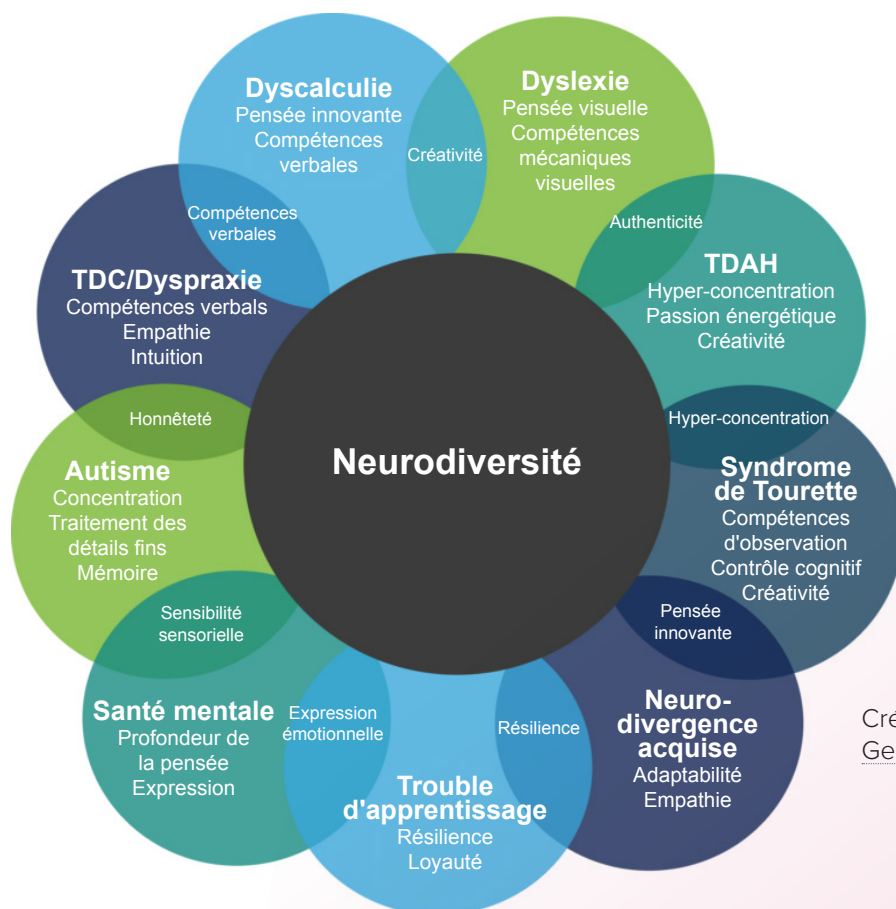 Dyscalculie
Pensée innovante
Compétences
verbales
Créativité
Dyslexie
Pensée visuelle
Compétences
mécaniques
visuelles
Authenticité
TDAH
Hyper-concentration
Passion énergétique
Créativité
Hyper-concentration
Syndrome
de Tourette
Compétences
d'observation
Contrôle cognitif
Créativité
Pensée
innovante
Neuro-
divergence
acquise
Adaptabilité
Empathie
Résilience
Trouble
d'apprentissage
Résilience
Loyauté
Expression
émotionnelle
Santé mentale
Profondeur de
la pensée
Expression
Sensibilité
sensorielle
Autisme
Concentration
Traitement des
détails fins
Mémoire
Honnêteté
TDC/Dyspraxie
Compétences verbals
Empathie
Intuition
Compétences
verbales
Neurodiversité
Cré
Ge